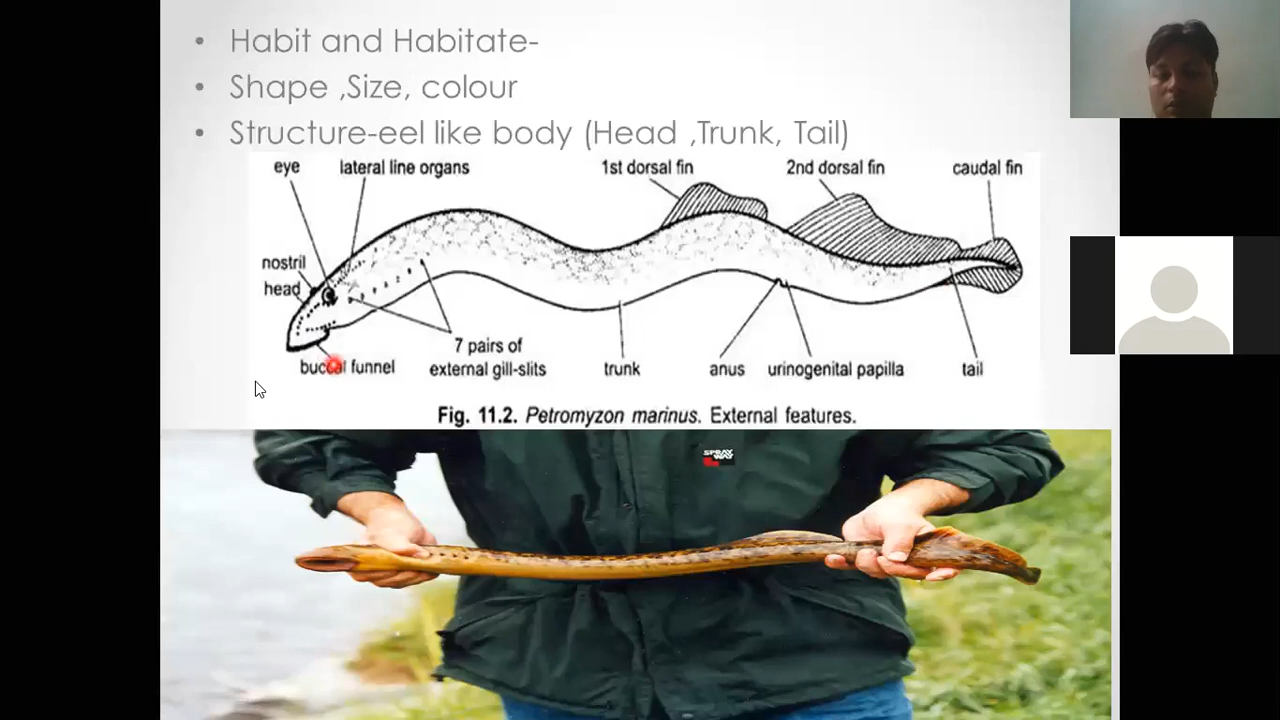 • Habit and Habitate-
• Shape ,Size, colour
• Structure-eel like body (Head ,Trunk, Tail)
eye lateral line organs 1st dorsal fin 2nd dorsal fin caudal fin
nostril
head
7 pairs of
buccal funnel external gill-slits trunk anus urinogenital papilla tail
Fig. 11.2. Petromyzon marinus. External features.
SPRAY
WAY